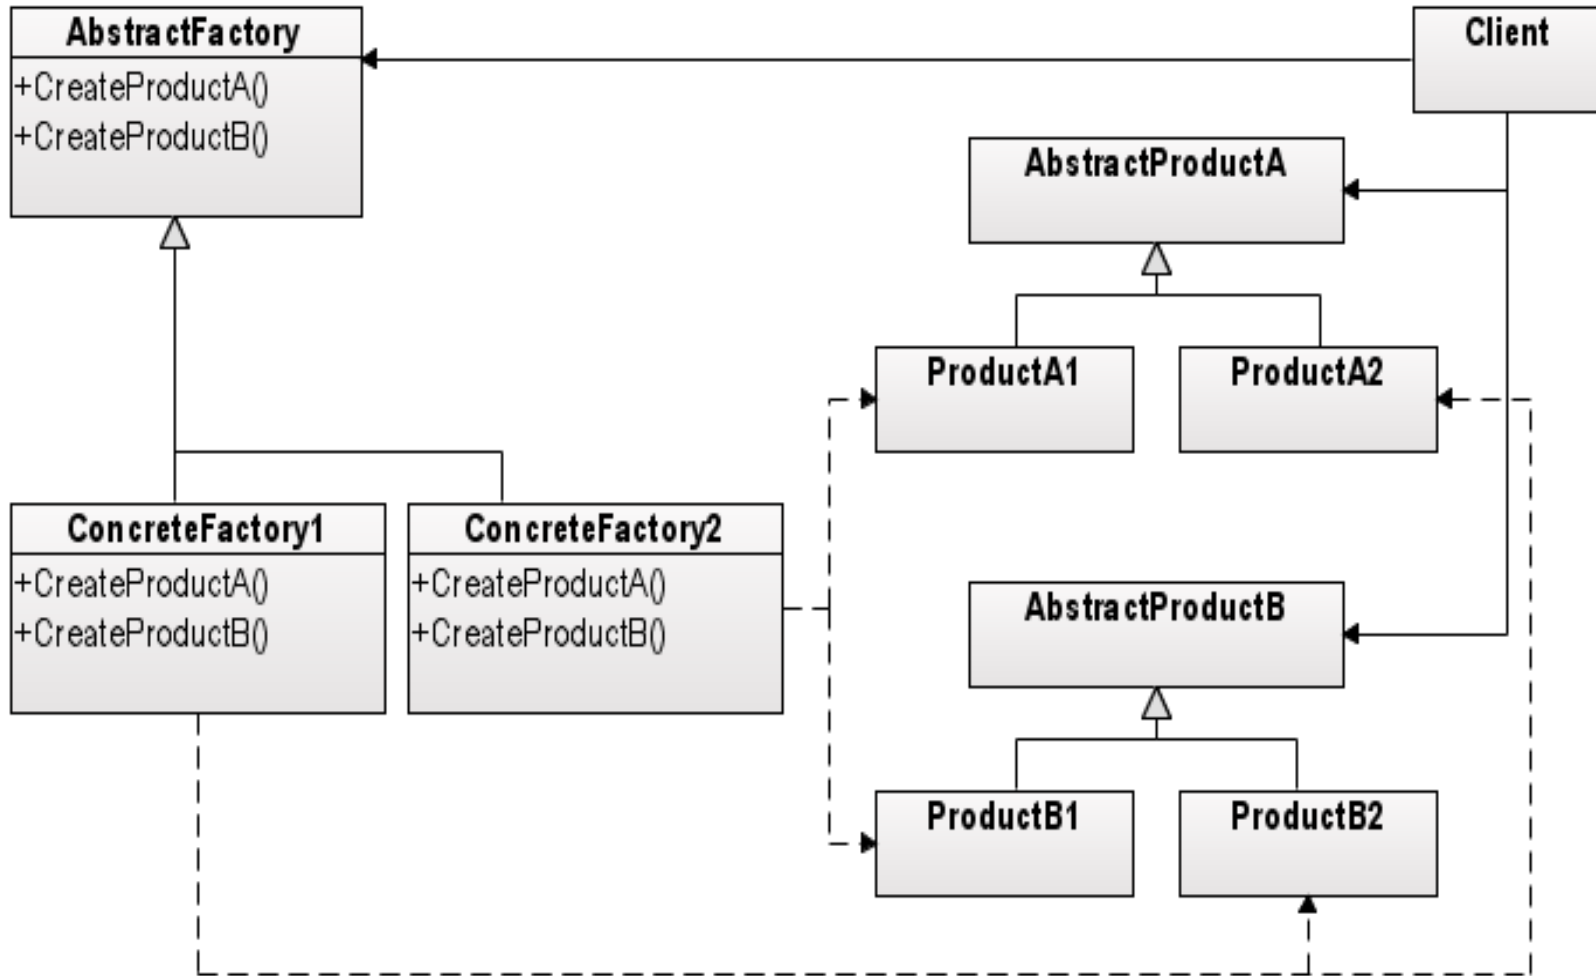 AbstractFactory
+CreateProductA()
+CreateProductB()
Client
AbstractProductA
ProductA1
ProductA2
ConcreteFactory1
+CreateProductA()
+CreateProductB()
ConcreteFactory2
+CreateProductA()
+CreateProductB()
AbstractProductB
ProductB1
ProductB2